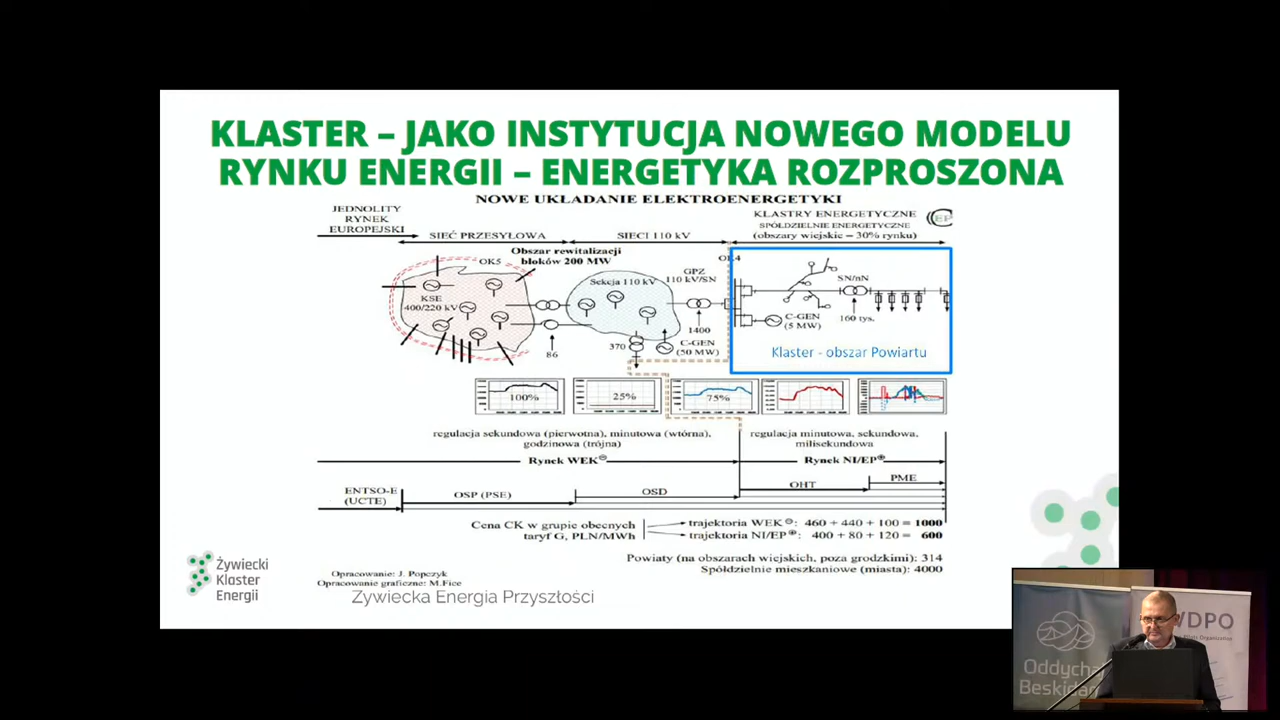 KLASTER – JAKO INSTYTUCJA NOWEGO MODELU
RYNKU ENERGII – ENERGETYKA ROZPROSZONA
NOWE UKŁADANIE ELEKTROENERGETYKI
JEDNOLITY
RYNEK
EUROPEJSKI
SIEĆ PRZESYŁOWA
SIECI 110 kV
KLASTRY ENERGETYCZNE
SPÓŁDZIELNIE ENERGETYCZNE
(obszary wiejskie – 30% rynku)
CEP
Obszar rewitalizacji
bloków 200 MW
OK5
OK4
KSE
400/220 kV
Sekcja 110 kV
GPZ
110 kV/SN
SN/nN
C-GEN
(5 MW)
160 tys.
1400
86
370
C-GEN
(50 MW)
Klaster - obszar Powiartu
100%
25%
75%
regulacja sekundowa (pierwotna), minutowa (wtórna),
godzinowa (trójna)
regulacja minutowa, sekundowa,
milisekundowa
Rynek WEK⊖
Rynek NI/EP⊕
ENTSO-E
(UCTE)
OSP (PSE)
OSD
OHT
PME
Cena CK w grupie obecnych
taryf G, PLN/MWh
trajektoria WEK⊖: 460 + 440 + 100 = 1000
trajektoria NI/EP⊕: 400 + 80 + 120 = 600
Powiaty (na obszarach wiejskich, poza grodzkimi): 314
Spółdzielnie mieszkaniowe (miasta): 4000
Opracowanie: J. Popczyk
Opracowanie graficzne: M.Fice
Żywiecki
Klaster
Energii
Zywiecka Energia Przyszłości
Oddychaj
Beskidam
WDPO